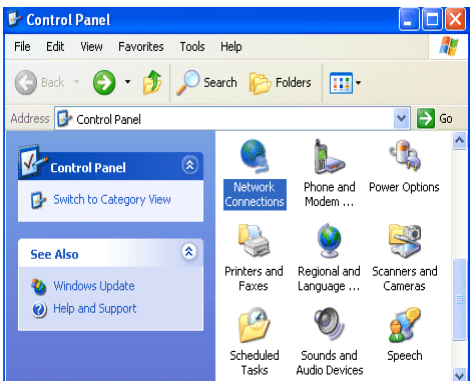 Control Panel
File Edit View Favorites Tools Help
Back Search Folders
Address Control Panel Go
Control Panel
Switch to Category View
See Also
Windows Update
Help and Support
Network Connections
Phone and Modem ...
Power Options
Printers and Faxes
Regional and Language ...
Scanners and Cameras
Scheduled Tasks
Sounds and Audio Devices
Speech